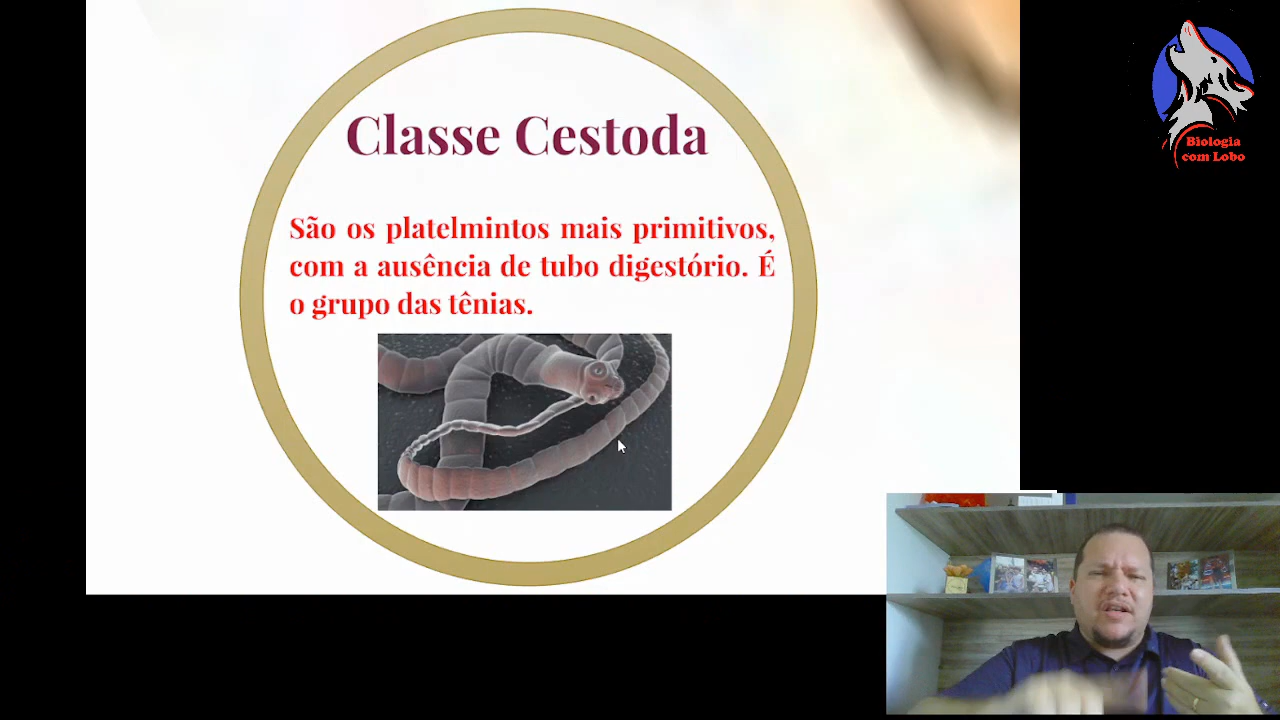 Classe Cestoda
São os platelmintos mais primitivos,
com a ausência de tubo digestório. É
o grupo das tênias.
Biologia
com Lobo